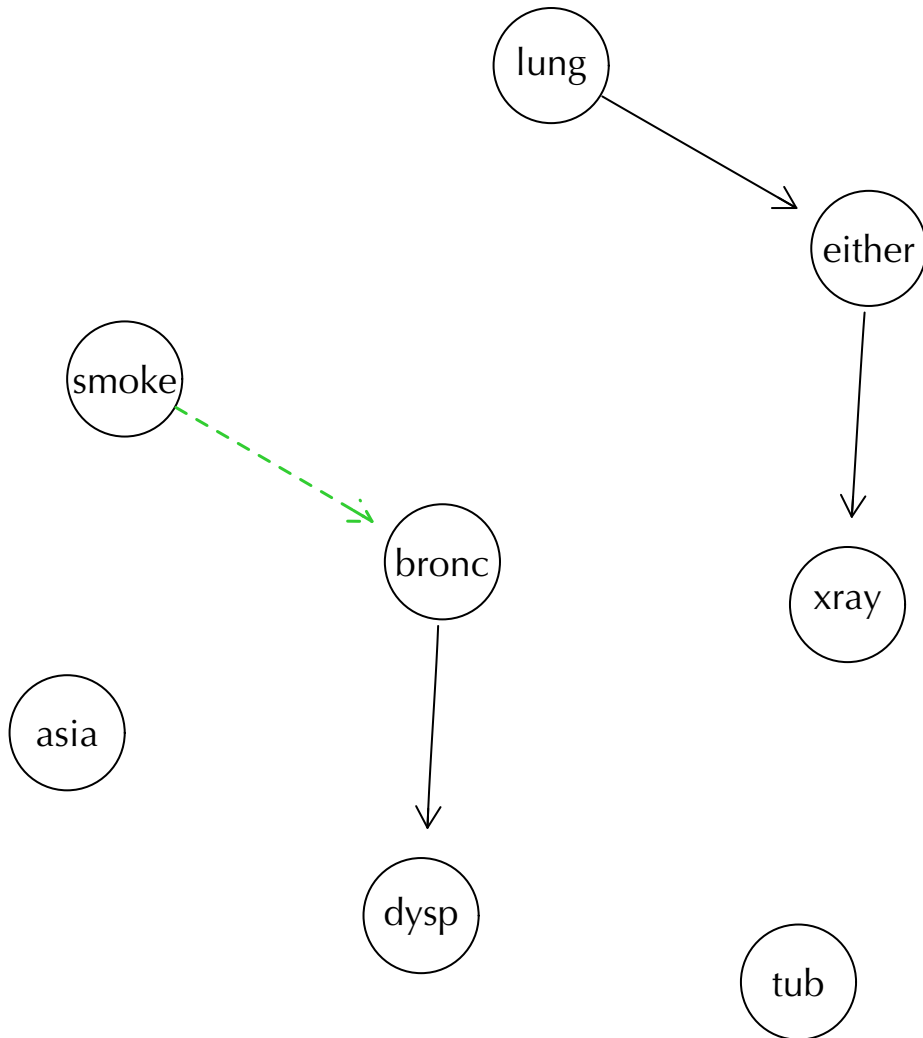 lung
either
smoke
bronc
xray
asia
dysp
tub